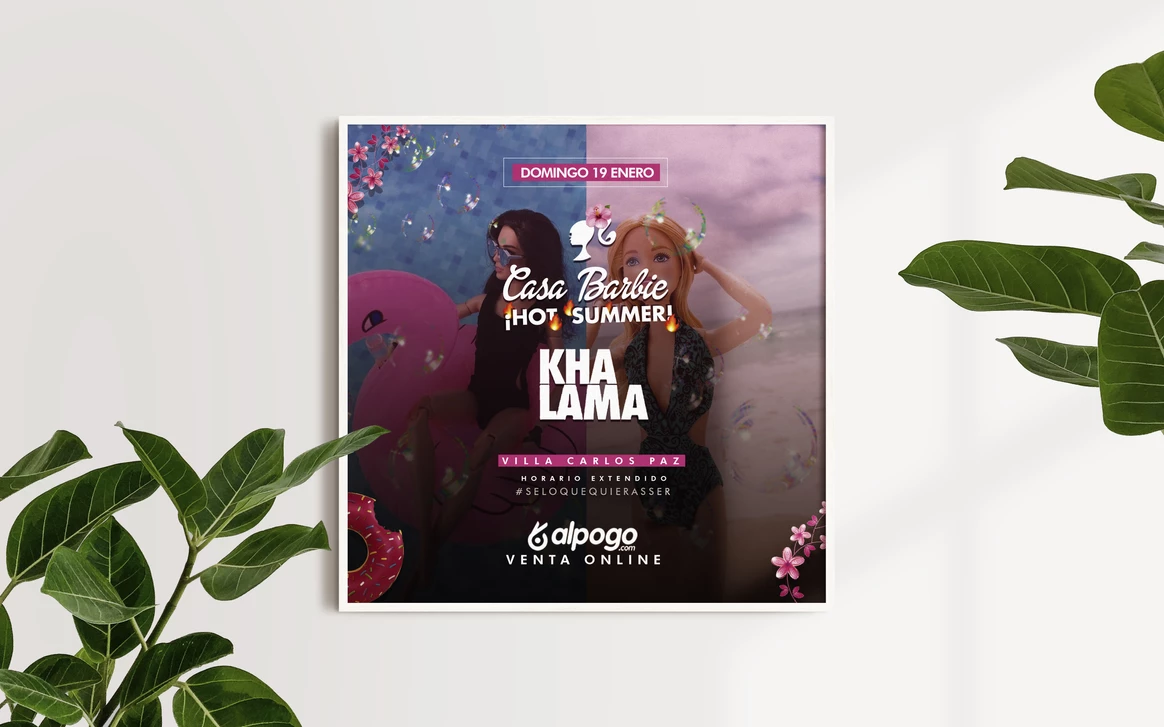 DOMINGO 19 ENERO
Casa Barbie
¡HOT SUMMER!
KHA
LAMA
VILLA CARLOS PAZ
HORARIO EXTENDIDO
#SELOQUEQUIERASSER
alpogo.com
VENTA ONLINE